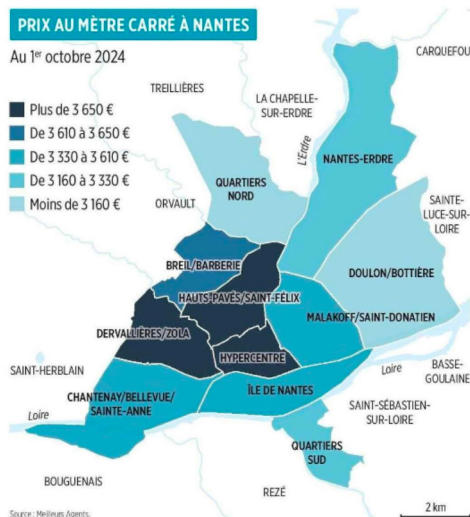 PRIX AU MÈTRE CARRÉ À NANTES
Au 1er octobre 2024
Plus de 3 650 €
De 3 610 à 3 650 €
De 3 330 à 3 610 €
De 3 160 à 3 330 €
Moins de 3 160 €
CARQUEFOU
TREILLIÈRES
LA CHAPELLE-
SUR-ERDRE
L'Erdre
NANTES-ERDRE
QUARTIERS
NORD
ORVAULT
SAINTE-
LUCE-SUR-
LOIRE
BREIL/BARBERIE
DOULON/BOTTIÈRE
HAUTS-PAVÉS/SAINT-FÉLIX
MALAKOFF/SAINT-DONATIEN
DERVALLIÈRES/ZOLA
HYPERCENTRE
SAINT-HERBLAIN
Loire
BASSE-
GOULAINE
CHANTENAY/BELLEVUE/
SAINTE-ANNE
ÎLE DE NANTES
Loire
SAINT-SÉBASTIEN-
SUR-LOIRE
QUARTIERS
SUD
BOUGUENAIS
REZÉ
Source : Meilleurs Agents.
2 km